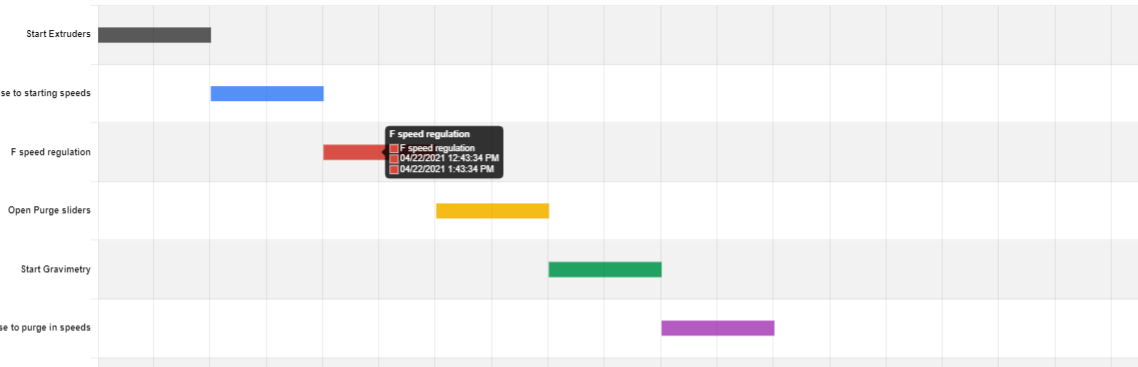 Start Extruders
se to starting speeds
F speed regulation
F speed regulation
F speed regulation
04/22/2021 12:43:34 PM
04/22/2021 1:43:34 PM
Open Purge sliders
Start Gravimetry
se to purge in speeds